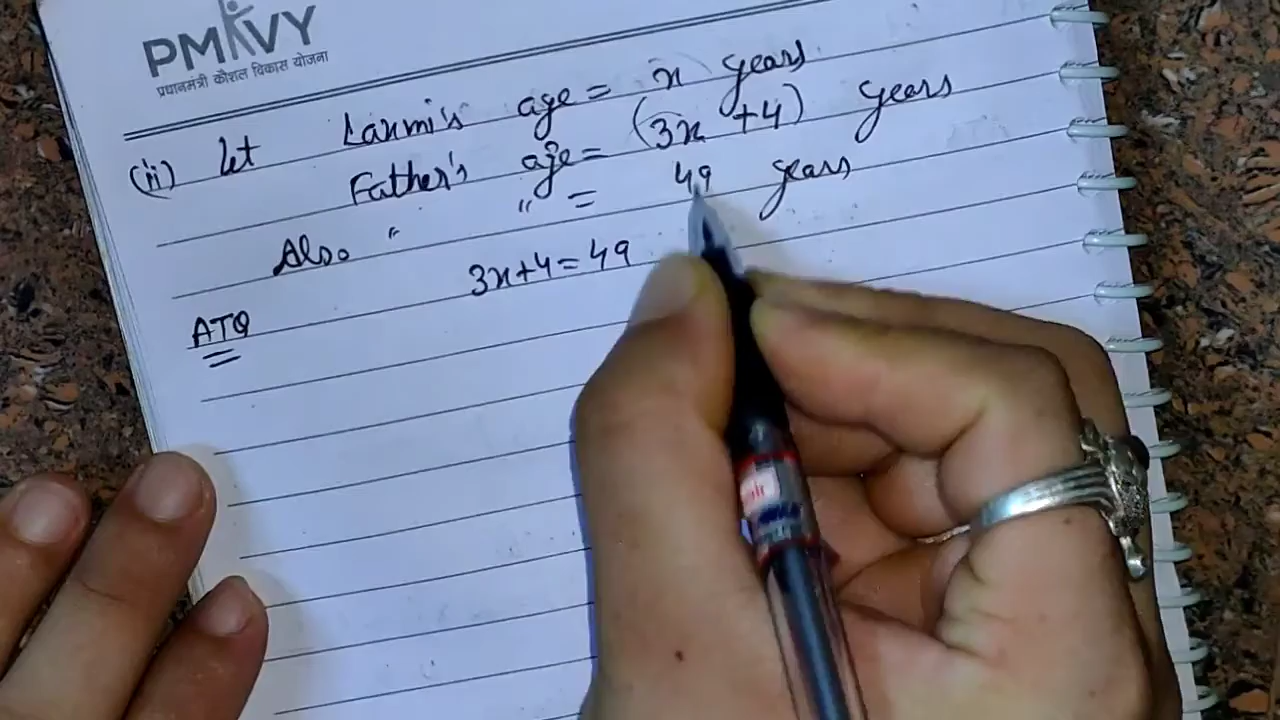 PMKVY
प्रधानमंत्री कौशल विकास योजना
(ii) Let Laxmi's age = x years
Father's age = (3x +4) years
Also " " = 49 years
ATQ 3x+4=49